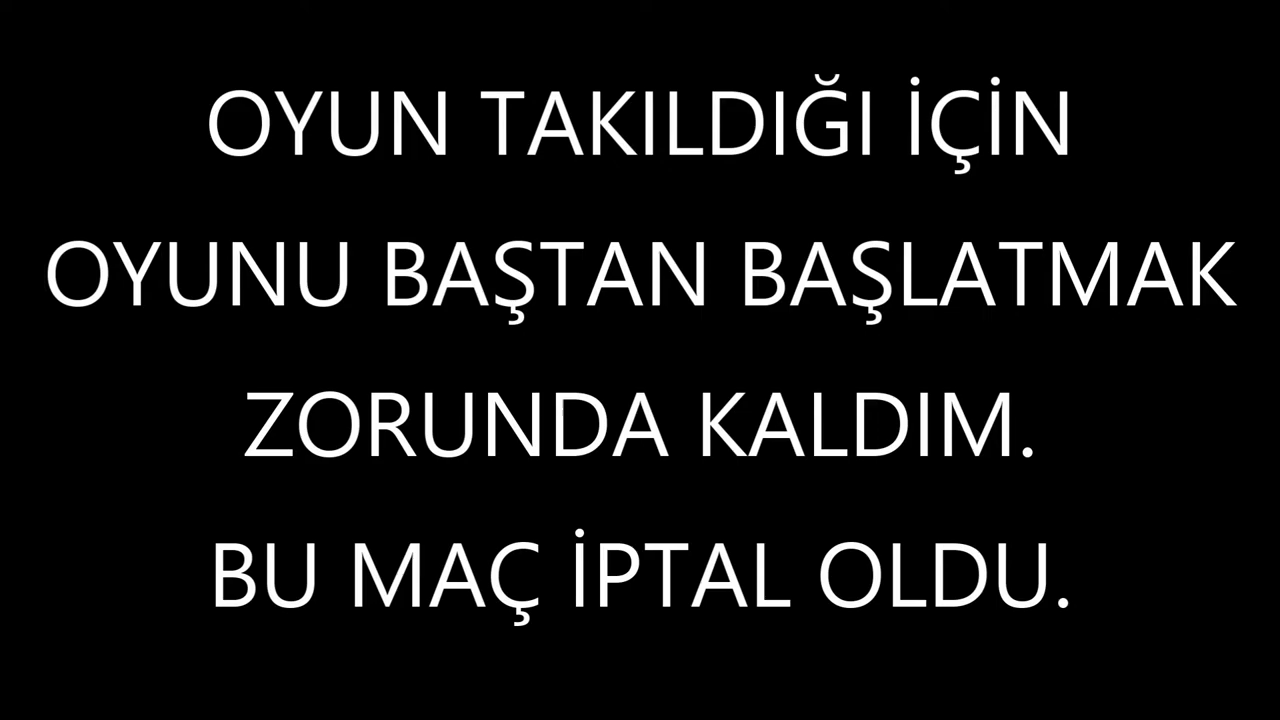 OYUN TAKILDIĞI İÇİN
OYUNU BAŞTAN BAŞLATMAK
ZORUNDA KALDIM.
BU MAÇ İPTAL OLDU.